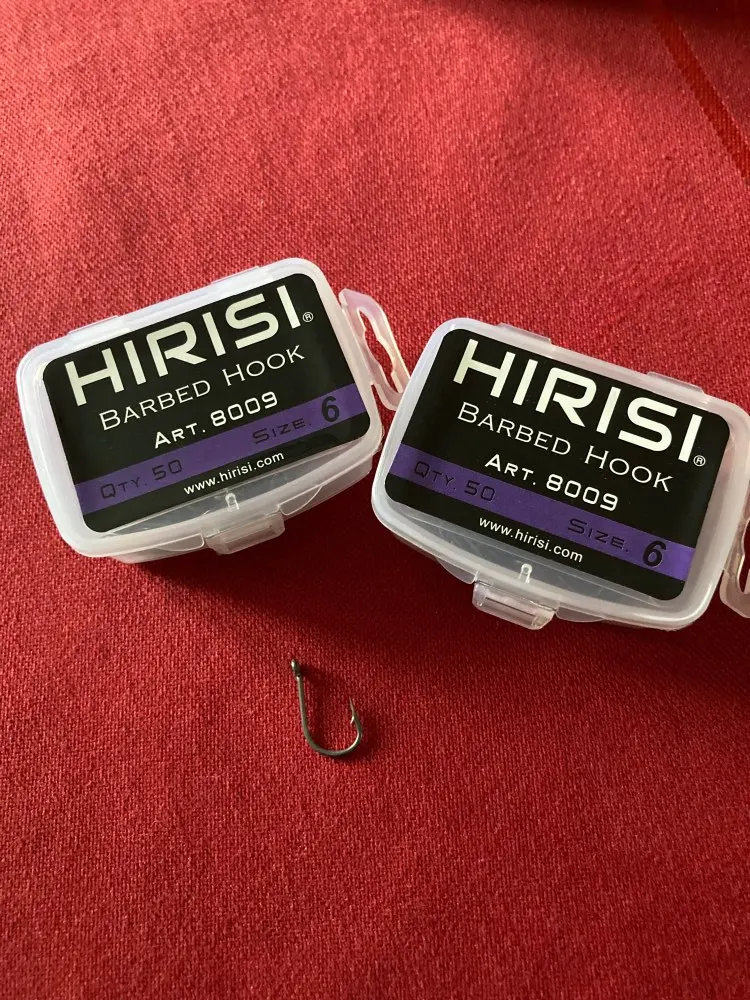 HIRISI®
BARBED HOOK
ART. 8009
QTY. 50 SIZE. 6
www.hirisi.com
HIRISI®
BARBED HOOK
ART. 8009
QTY. 50 SIZE. 6
www.hirisi.com